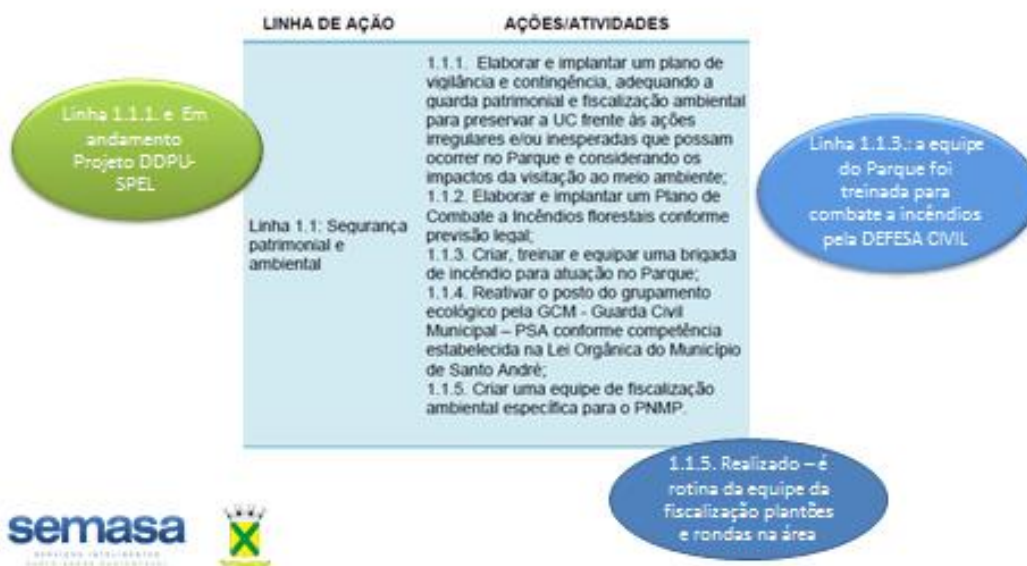 LINHA DE AÇÃO
AÇÕES/ATIVIDADES
Linha 1.1.1. e Em
andamento
Projeto DDPU-
SPEL
Linha 1.1: Segurança
patrimonial e
ambiental
1.1.1. Elaborar e implantar um plano de
vigilância e contingência, adequando a
guarda patrimonial e fiscalização ambiental
para preservar a UC frente às ações
irregulares e/ou inesperadas que possam
ocorrer no Parque e considerando os
impactos da visitação ao meio ambiente;
1.1.2. Elaborar e implantar um Plano de
Combate a Incêndios florestais conforme
previsão legal;
1.1.3. Criar, treinar e equipar uma brigada
de incêndio para atuação no Parque;
1.1.4. Reativar o posto do grupamento
ecológico pela GCM - Guarda Civil
Municipal – PSA conforme competência
estabelecida na Lei Orgânica do Município
de Santo André;
1.1.5. Criar uma equipe de fiscalização
ambiental específica para o PNMP.
Linha 1.1.3.: a equipe
do Parque foi
treinada para
combate a incêndios
pela DEFESA CIVIL
1.1.5. Realizado – é
rotina da equipe da
fiscalização plantões
e rondas na área
semasa